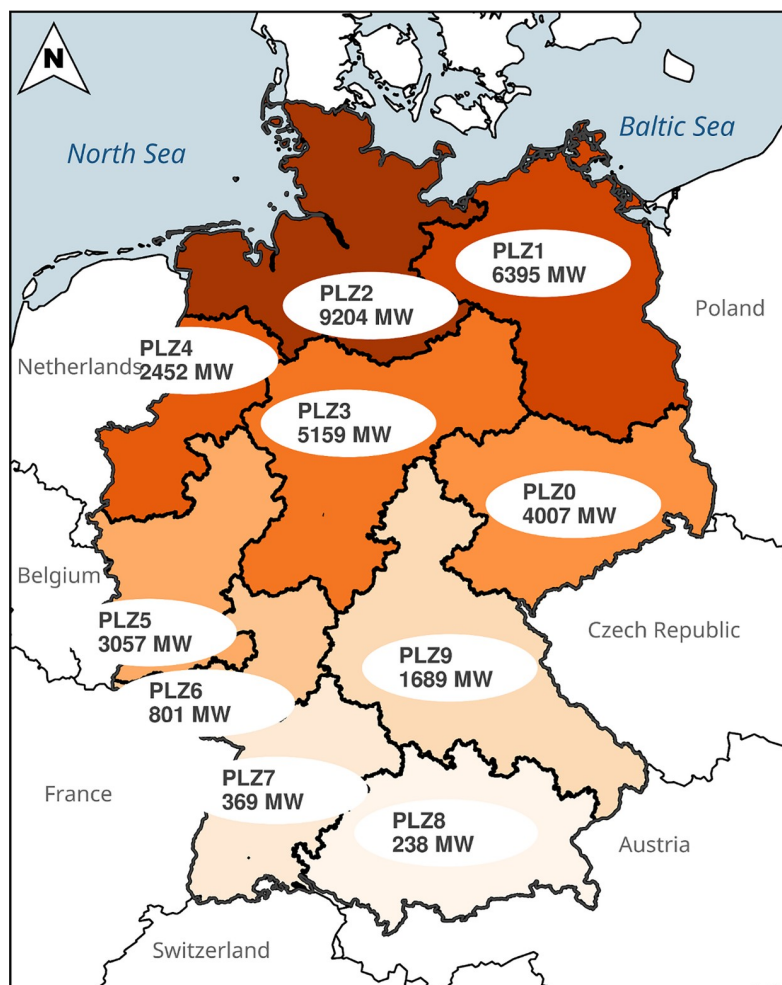 N
North Sea
Baltic Sea
PLZ1
6395 MW
PLZ2
9204 MW
Poland
Netherlands
PLZ4
2452 MW
PLZ3
5159 MW
PLZ0
4007 MW
Belgium
PLZ5
3057 MW
Czech Republic
PLZ9
1689 MW
PLZ6
801 MW
France
PLZ7
369 MW
PLZ8
238 MW
Austria
Switzerland